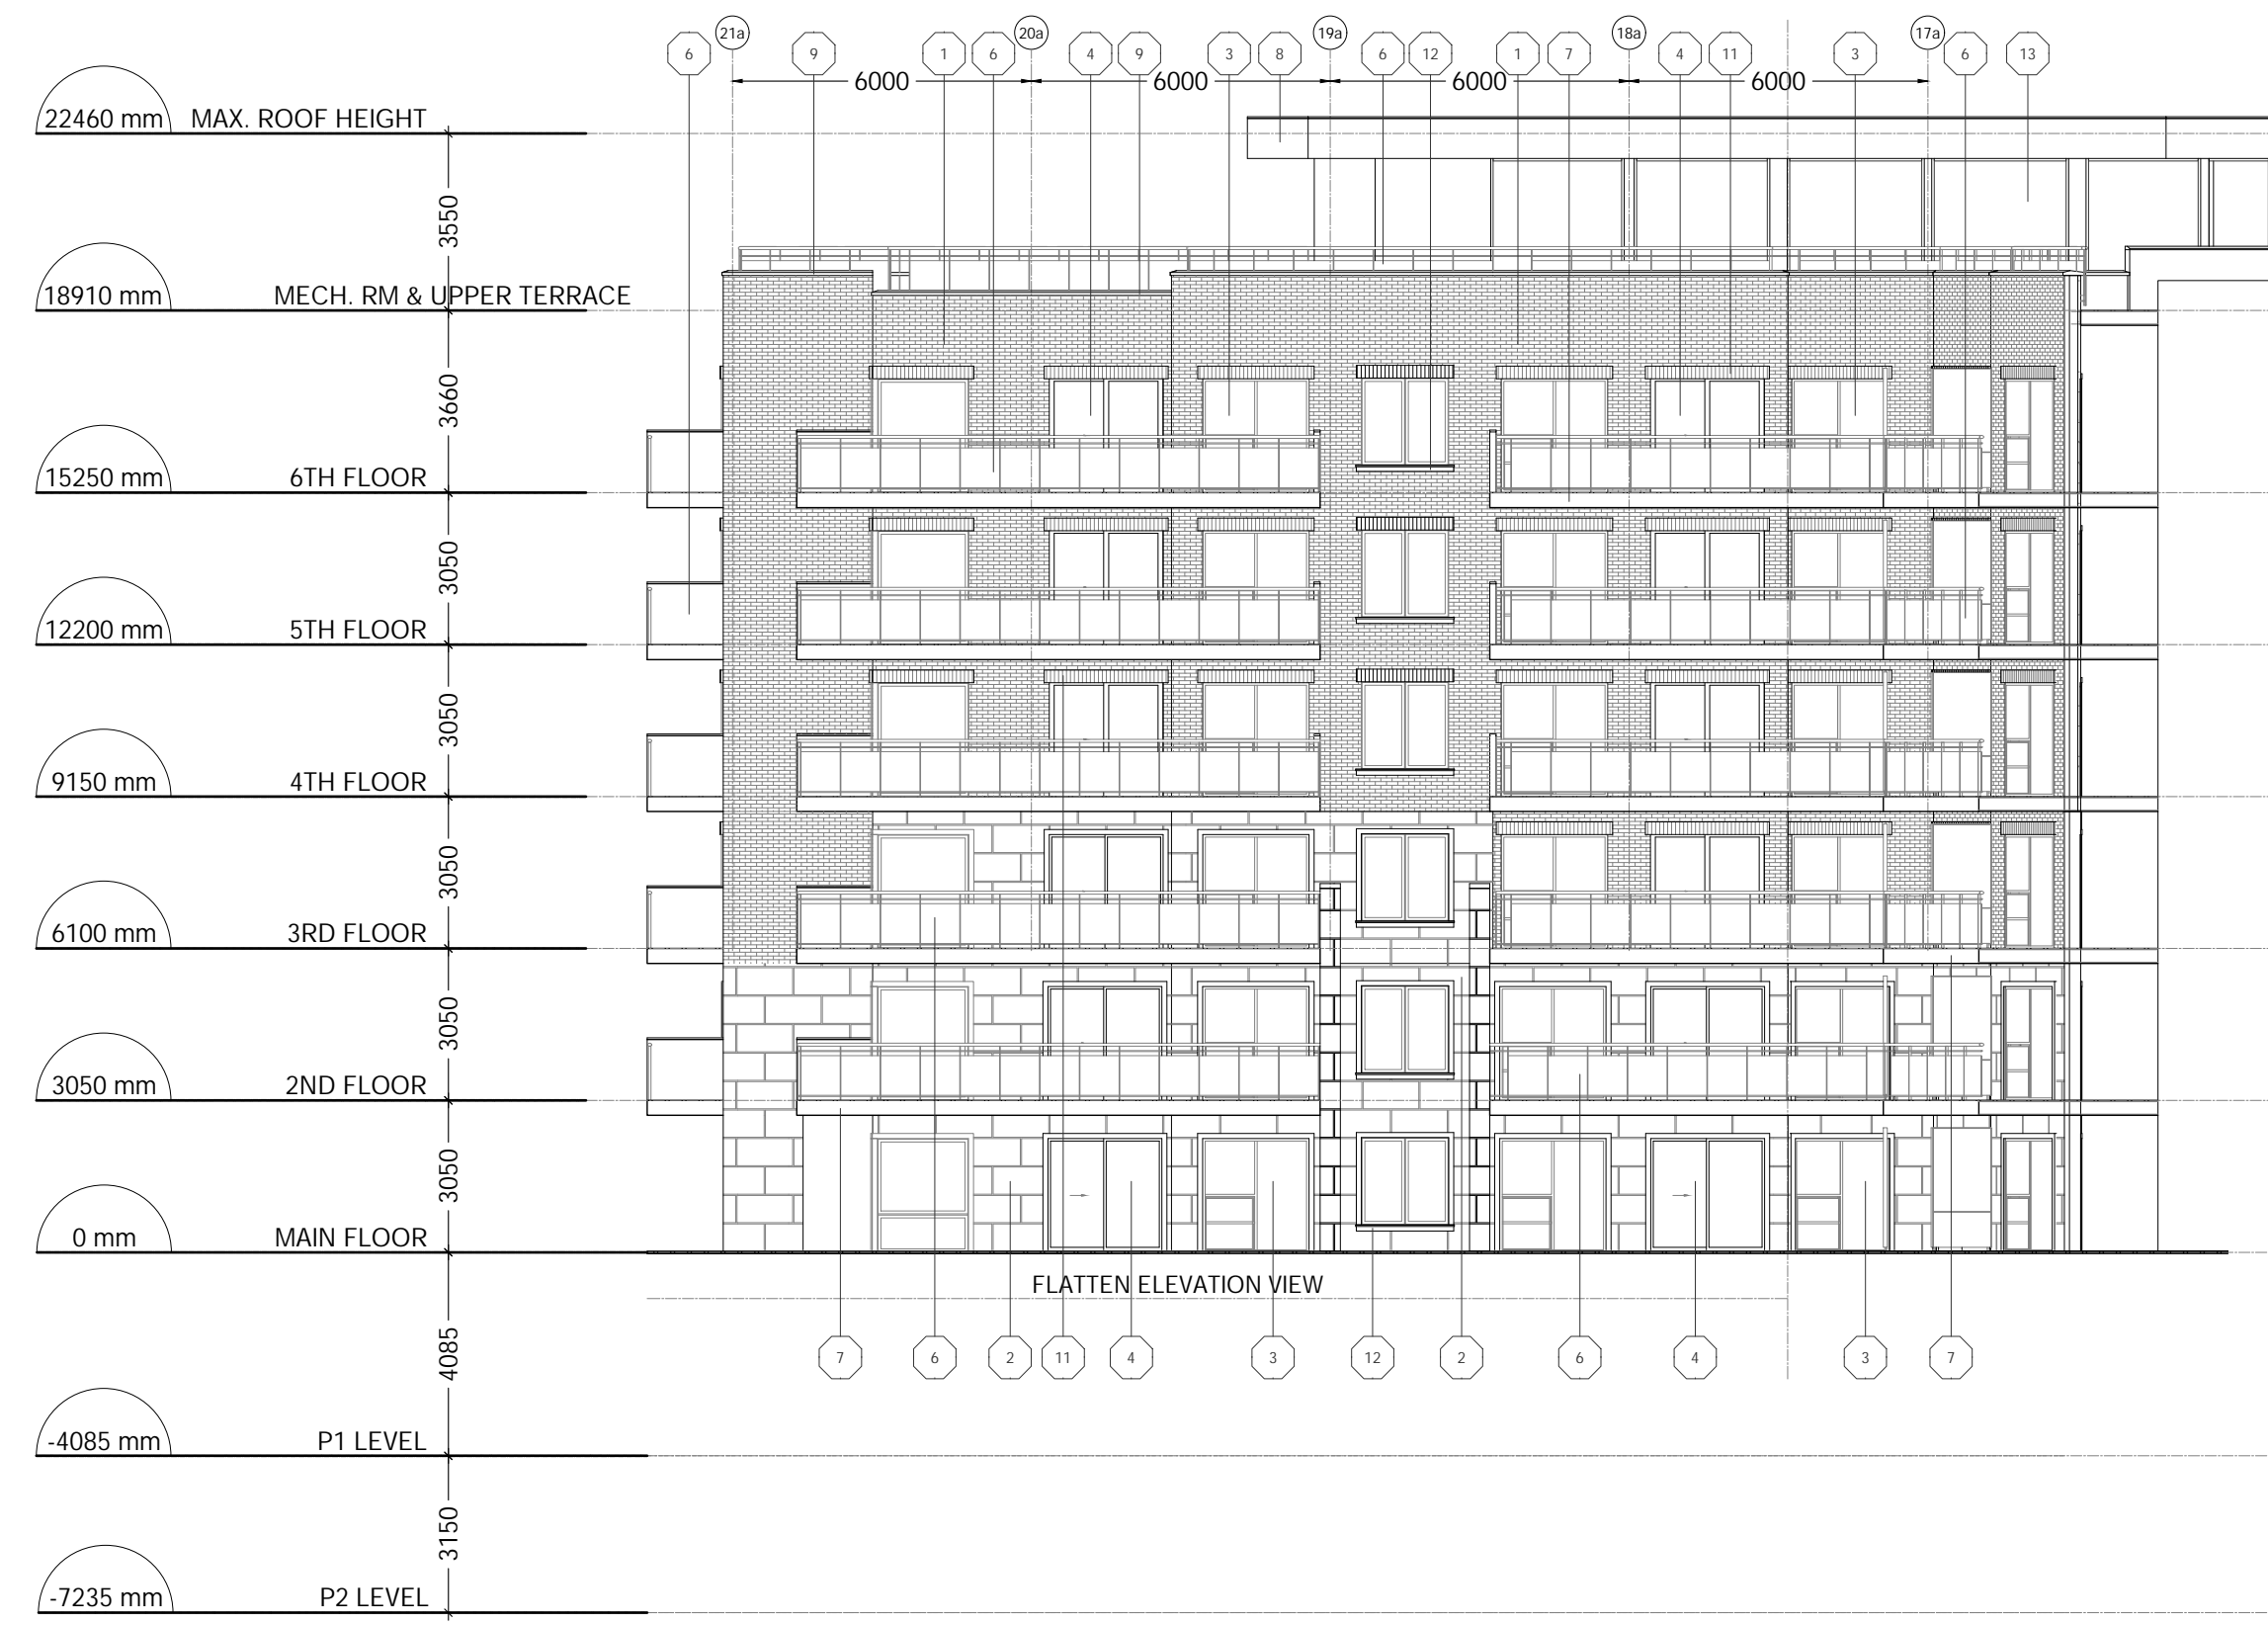 21a 20a 19a 18a 17a
6 9 1 6 4 9 3 8 6 12 1 7 4 11 3 6 13
6000 6000 6000 6000
22460 mm MAX. ROOF HEIGHT
3550
18910 mm MECH. RM & UPPER TERRACE
3660
15250 mm 6TH FLOOR
3050
12200 mm 5TH FLOOR
3050
9150 mm 4TH FLOOR
3050
6100 mm 3RD FLOOR
3050
3050 mm 2ND FLOOR
3050
0 mm MAIN FLOOR
FLATTEN ELEVATION VIEW
4085
7 6 2 11 4 3 12 2 6 4 3 7
-4085 mm P1 LEVEL
3150
-7235 mm P2 LEVEL